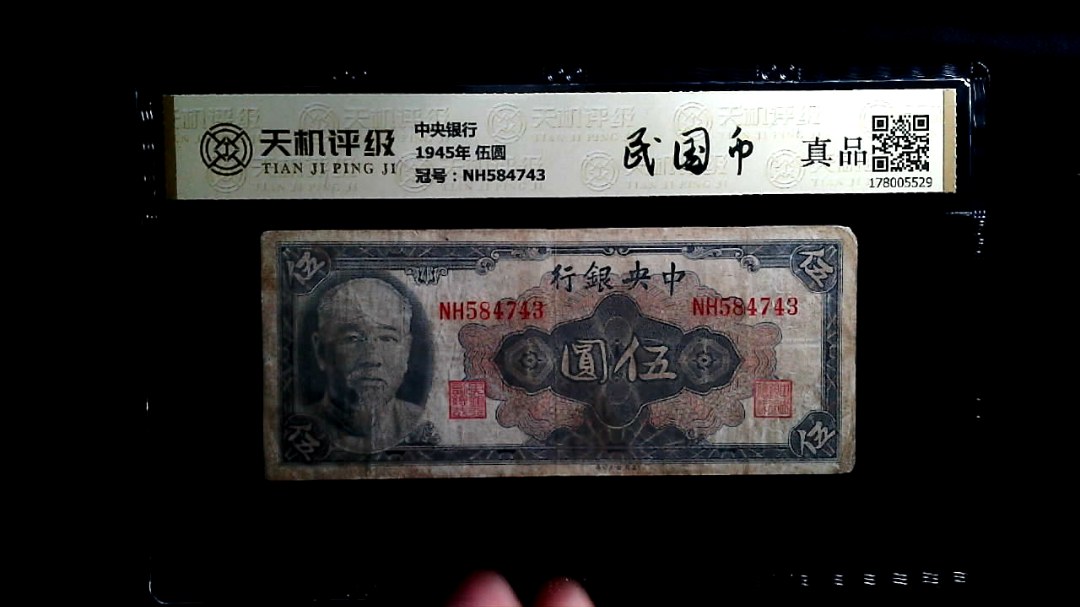 天机评级
TIAN JI PING JI
中央银行
1945年 伍圆
冠号：NH584743
民国币
真品
178005529
伍
伍
行銀央中
NH584743
NH584743
圓伍
伍
伍